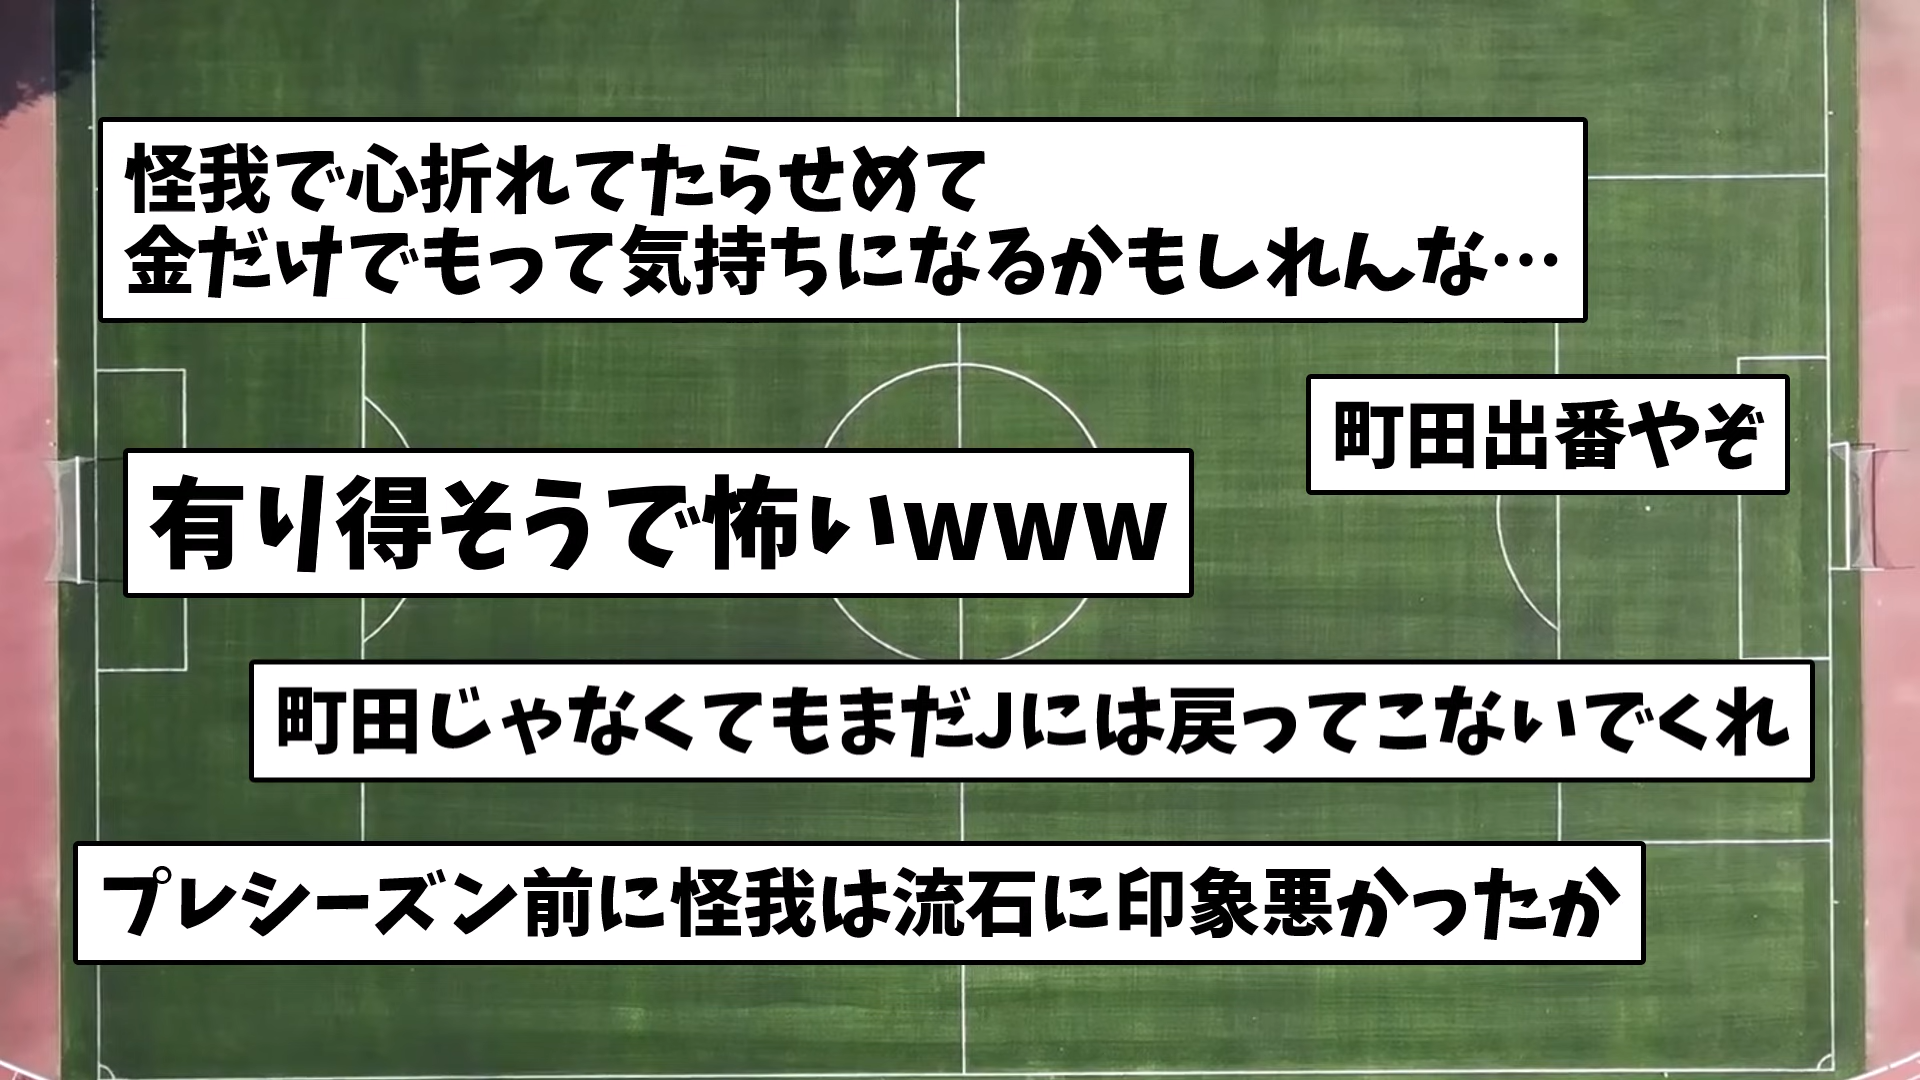 怪我で心折れてたらせめて
金だけでもって気持ちになるかもしれんな…
町田出番やぞ
有り得そうで怖いwww
町田じゃなくてもまだJには戻ってこないでくれ
プレシーズン前に怪我は流石に印象悪かったか